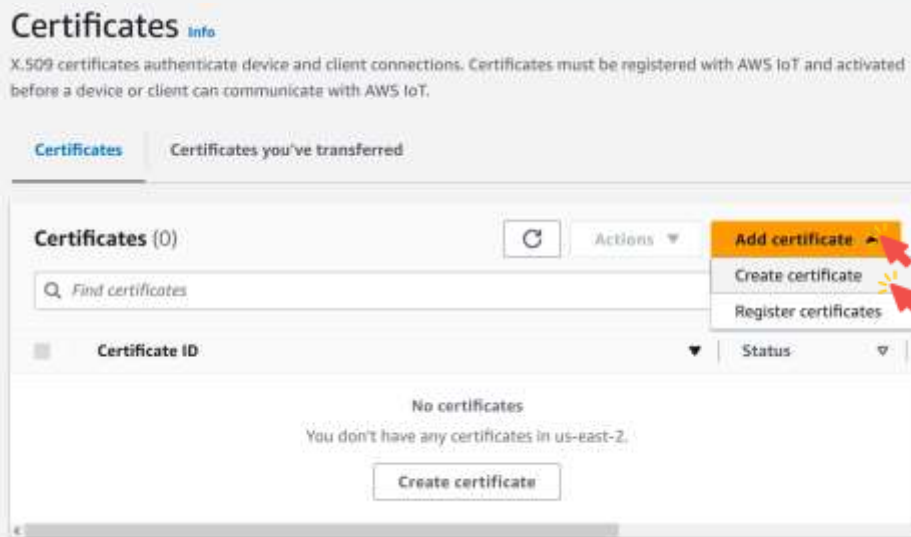 Certificates Info
X.509 certificates authenticate device and client connections. Certificates must be registered with AWS IoT and activated
before a device or client can communicate with AWS IoT.
Certificates Certificates you've transferred
Certificates (0) Actions Add certificate
Create certificate
Find certificates
Register certificates
Certificate ID Status
No certificates
You don't have any certificates in us-east-2.
Create certificate